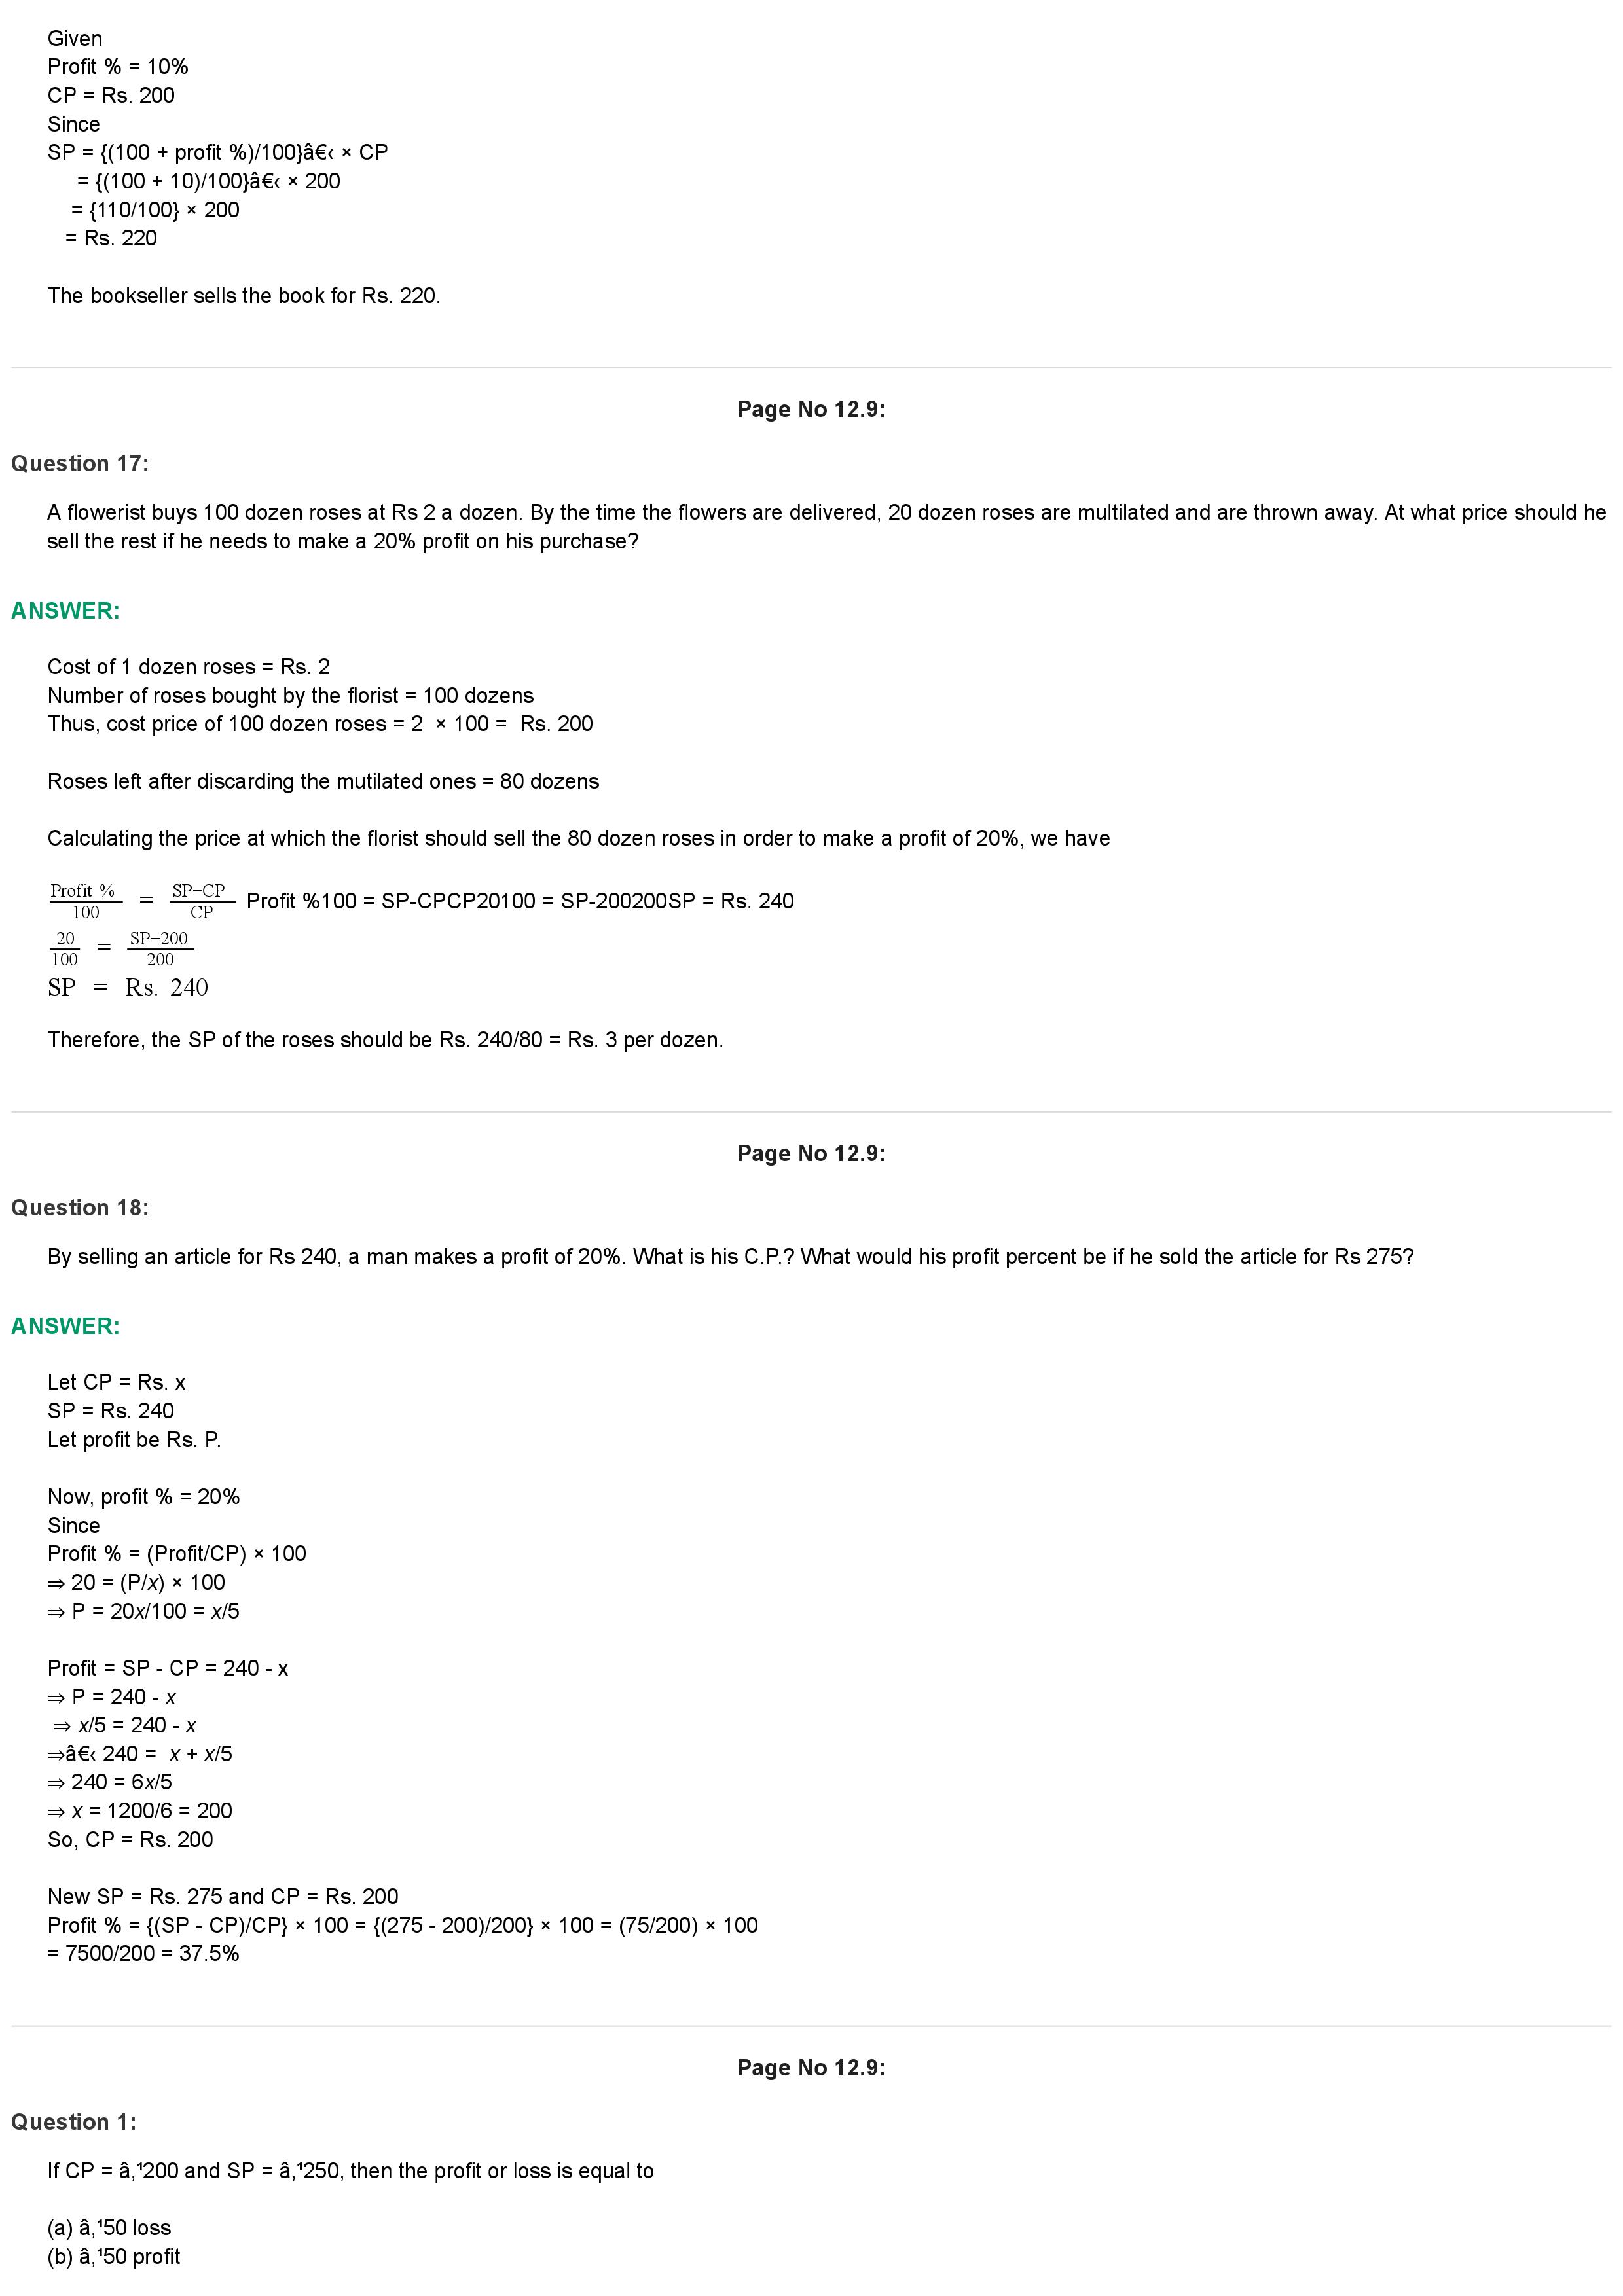 Given
Profit % = 10%
CP = Rs. 200
Since
SP = {(100 + profit %)/100}â€‹ × CP
= {(100 + 10)/100}â€‹ × 200
= {110/100} × 200
= Rs. 220
The bookseller sells the book for Rs. 220.
Page No 12.9:
Question 17:
A flowerist buys 100 dozen roses at Rs 2 a dozen. By the time the flowers are delivered, 20 dozen roses are multilated and are thrown away. At what price should he
sell the rest if he needs to make a 20% profit on his purchase?
ANSWER:
Cost of 1 dozen roses = Rs. 2
Number of roses bought by the florist = 100 dozens
Thus, cost price of 100 dozen roses = 2 × 100 = Rs. 200
Roses left after discarding the mutilated ones = 80 dozens
Calculating the price at which the florist should sell the 80 dozen roses in order to make a profit of 20%, we have
Profit %/100 = SP−CP/CP Profit %100 = SP-CPCP20100 = SP-200200SP = Rs. 240
20/100 = SP−200/200
SP = Rs. 240
Therefore, the SP of the roses should be Rs. 240/80 = Rs. 3 per dozen.
Page No 12.9:
Question 18:
By selling an article for Rs 240, a man makes a profit of 20%. What is his C.P.? What would his profit percent be if he sold the article for Rs 275?
ANSWER:
Let CP = Rs. x
SP = Rs. 240
Let profit be Rs. P.
Now, profit % = 20%
Since
Profit % = (Profit/CP) × 100
⇒ 20 = (P/x) × 100
⇒ P = 20x/100 = x/5
Profit = SP - CP = 240 - x
⇒ P = 240 - x
⇒ x/5 = 240 - x
⇒â€‹ 240 = x + x/5
⇒ 240 = 6x/5
⇒ x = 1200/6 = 200
So, CP = Rs. 200
New SP = Rs. 275 and CP = Rs. 200
Profit % = {(SP - CP)/CP} × 100 = {(275 - 200)/200} × 100 = (75/200) × 100
= 7500/200 = 37.5%
Page No 12.9:
Question 1:
If CP = â‚¹200 and SP = â‚¹250, then the profit or loss is equal to
(a) â‚¹50 loss
(b) â‚¹50 profit